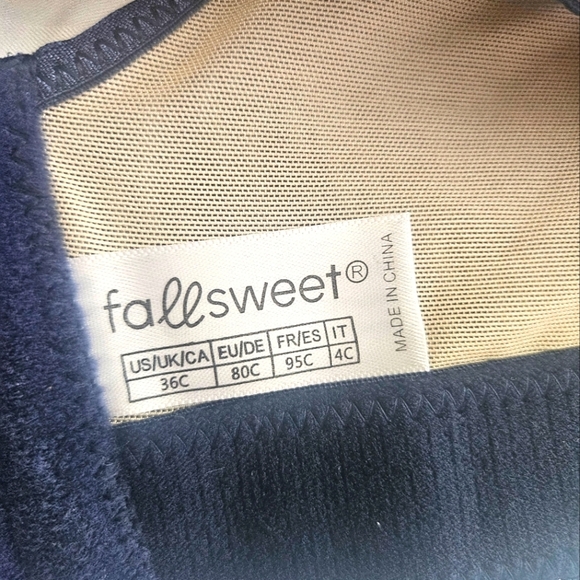 fallsweet®
US/UK/CA EU/DE FR/ES IT
36C 80C 95C 4C
MADE IN CHINA